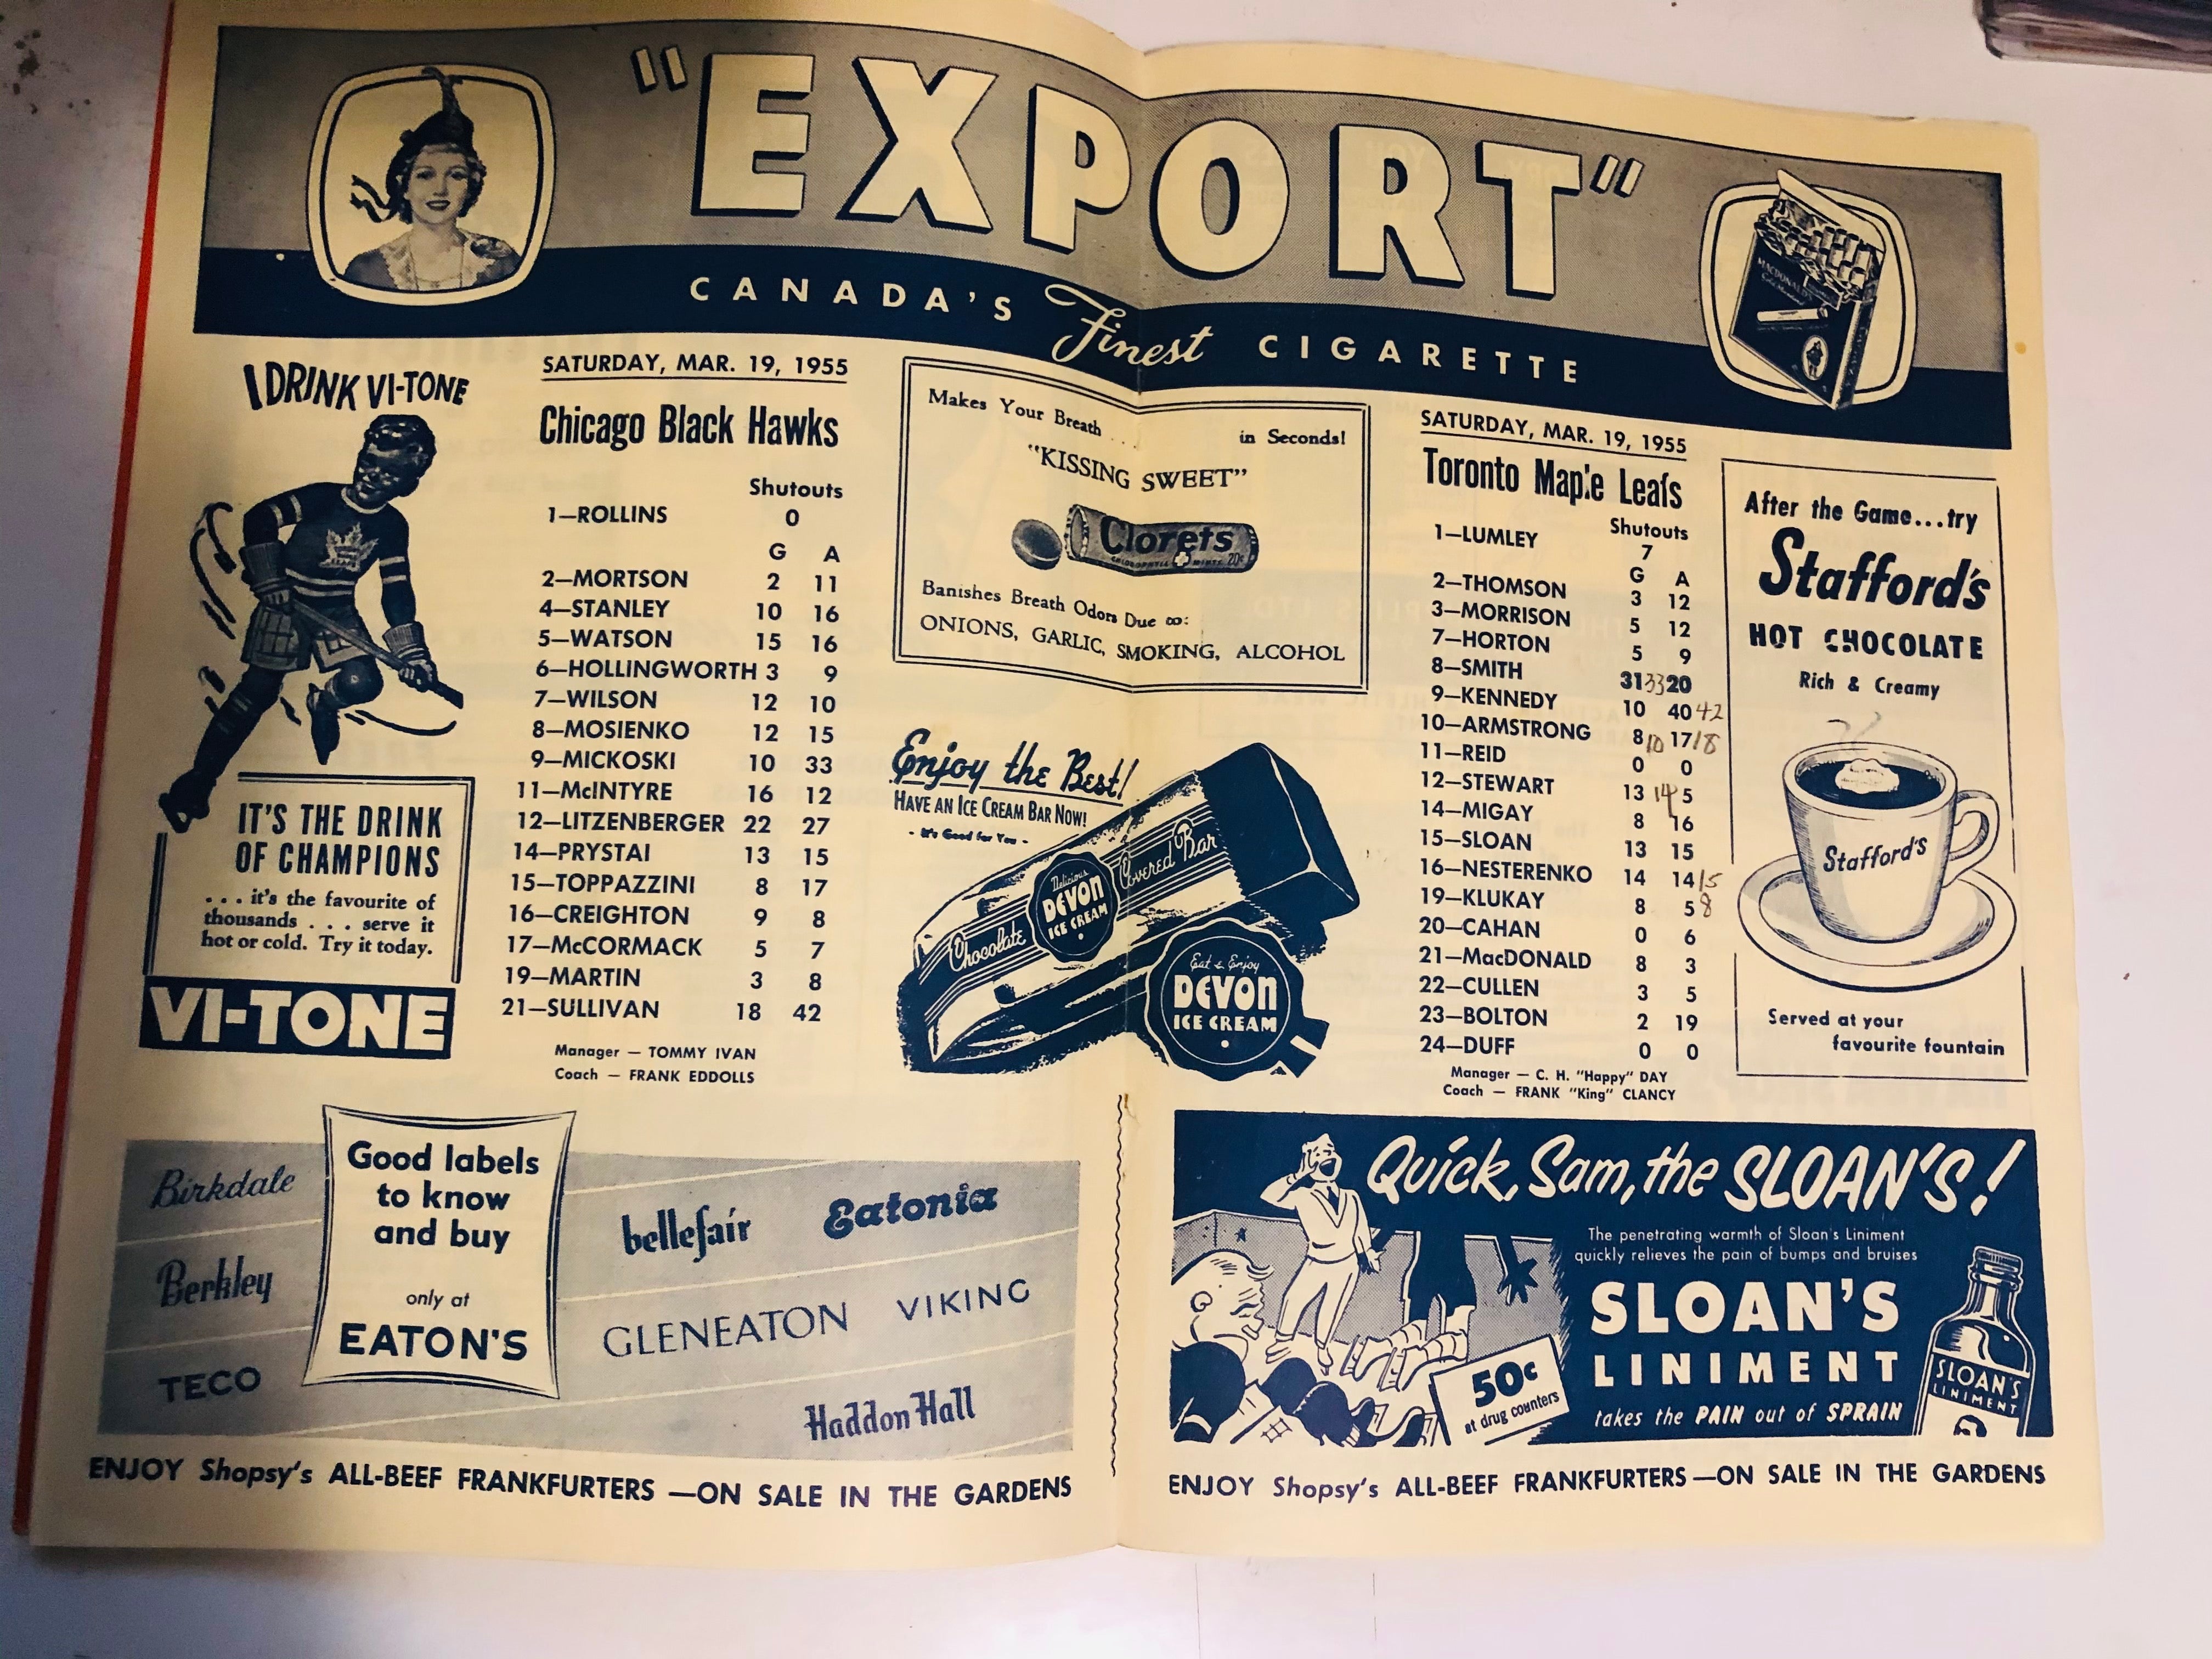 "EXPORT"
CANADA'S Finest CIGARETTE
MACDONALD'S
I DRINK VI-TONE
IT'S THE DRINK
OF CHAMPIONS
. . . it's the favourite of
thousands . . . serve it
hot or cold. Try it today.
VI-TONE
SATURDAY, MAR. 19, 1955
Chicago Black Hawks
Shutouts
1—ROLLINS 0
G A
2—MORTSON 2 11
4—STANLEY 10 16
5—WATSON 15 16
6—HOLLINGWORTH 3 9
7—WILSON 12 10
8—MOSIENKO 12 15
9—MICKOSKI 10 33
11—McINTYRE 16 12
12—LITZENBERGER 22 27
14—PRYSTAI 13 15
15—TOPPAZZINI 8 17
16—CREIGHTON 9 8
17—McCORMACK 5 7
19—MARTIN 3 8
21—SULLIVAN 18 42
Manager — TOMMY IVAN
Coach — FRANK EDDOLLS
Makes Your Breath . . .
in Seconds!
"KISSING SWEET"
Clorets
CHLOROPHYLL MINTS 20¢
Banishes Breath Odors Due to:
ONIONS, GARLIC, SMOKING, ALCOHOL
Enjoy the Best!
HAVE AN ICE CREAM BAR NOW!
- It's Good for You -
Chocolate Covered Bar
Delicious
DEVON
ICE CREAM
Eat & Enjoy
DEVON
ICE CREAM
SATURDAY, MAR. 19, 1955
Toronto Maple Leafs
Shutouts
1—LUMLEY 7
G A
2—THOMSON 3 12
3—MORRISON 5 12
7—HORTON 5 9
8—SMITH 31 33 20
9—KENNEDY 10 40 42
10—ARMSTRONG 8 10 17 18
11—REID 0 0
12—STEWART 13 14 5
14—MIGAY 8 16
15—SLOAN 13 15
16—NESTERENKO 14 14 15
19—KLUKAY 8 5 8
20—CAHAN 0 6
21—MacDONALD 8 3
22—CULLEN 3 5
23—BOLTON 2 19
24—DUFF 0 0
Manager — C. H. "Happy" DAY
Coach — FRANK "King" CLANCY
After the Game...try
Stafford's
HOT CHOCOLATE
Rich & Creamy
Stafford's
Served at your
favourite fountain
Birkdale
Berkley
TECO
Good labels
to know
and buy
only at
EATON'S
bellefair
Eatonia
GLENEATON
VIKING
Haddon Hall
ENJOY Shopsy's ALL-BEEF FRANKFURTERS —ON SALE IN THE GARDENS
Quick, Sam, the SLOAN'S!
The penetrating warmth of Sloan's Liniment
quickly relieves the pain of bumps and bruises
SLOAN'S
LINIMENT
takes the PAIN out of SPRAIN
50¢
at drug counters
SLOAN'S
LINIMENT
ENJOY Shopsy's ALL-BEEF FRANKFURTERS —ON SALE IN THE GARDENS